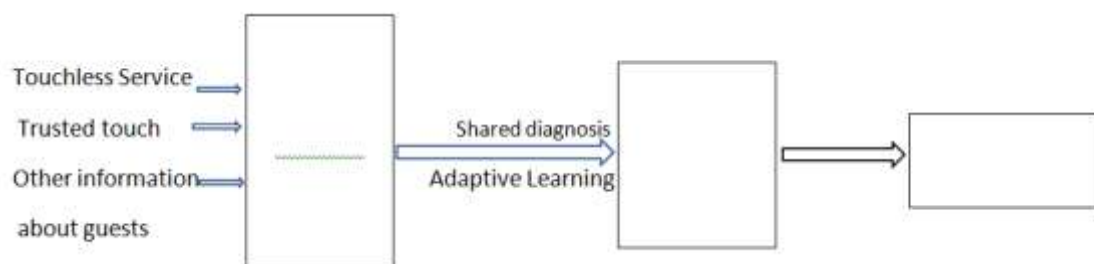 Touchless Service
Trusted touch
Other information
about guests
Shared diagnosis
Adaptive Learning